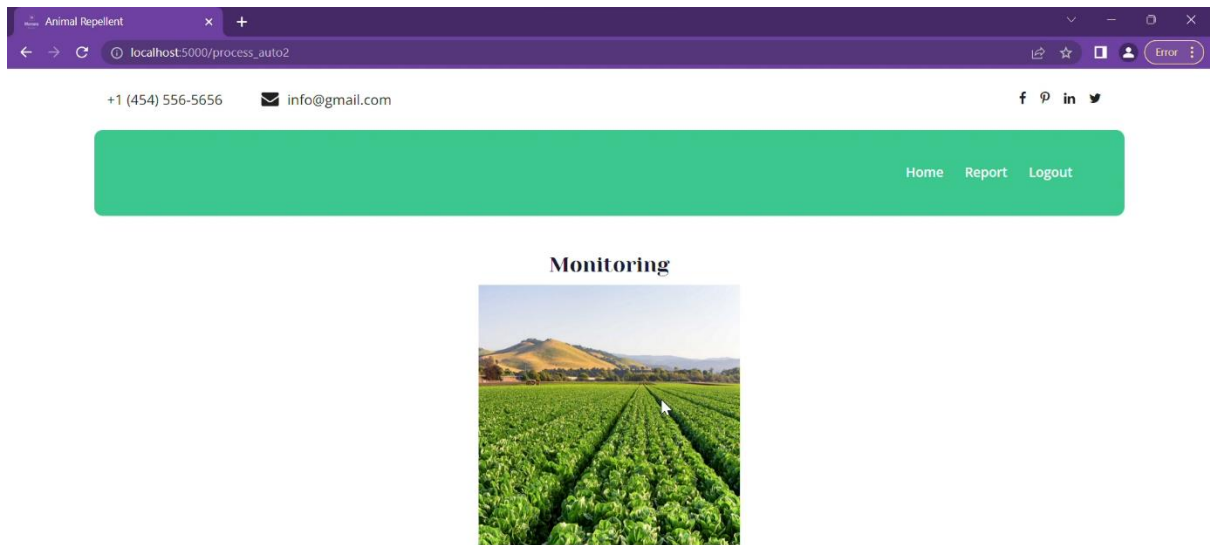 Animal Repellent
localhost:5000/process_auto2
Error
+1 (454) 556-5656 info@gmail.com
Home Report Logout
Monitoring